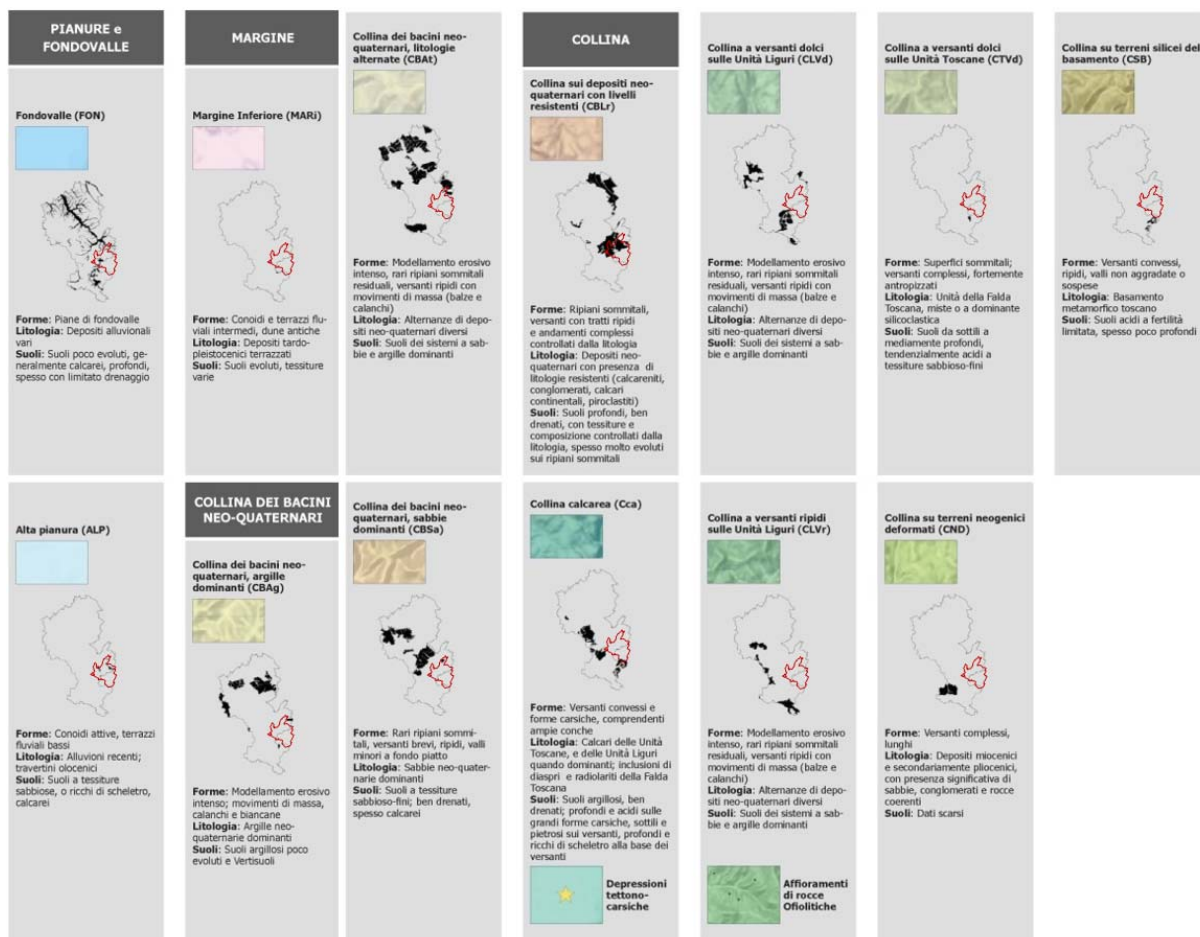 PIANURE e
FONDOVALLE
Fondovalle (FON)
Forme: Piane di fondovalle
Litologia: Depositi alluvionali
vari
Suoli: Suoli poco evoluti, ge-
neralmente calcarei, profondi,
spesso con limitato drenaggio
MARGINE
Margine Inferiore (MARi)
Forme: Conoidi e terrazzi flu-
viali intermedi, dune antiche
Litologia: Depositi tardo-
pleistocenici terrazzati
Suoli: Suoli evoluti, tessiture
varie
Collina dei bacini neo-
quaternari, litologie
alternate (CBAt)
Forme: Modellamento erosivo
intenso, rari ripiani sommitali
residuali, versanti ripidi con
movimenti di massa (balze e
calanchi)
Litologia: Alternanze di depo-
siti neo-quaternari diversi
Suoli: Suoli dei sistemi a sab-
bie e argille dominanti
COLLINA
Collina sui depositi neo-
quaternari con livelli
resistenti (CBLr)
Forme: Ripiani sommitali,
versanti con tratti ripidi
e andamenti complessi
controllati dalla litologia
Litologia: Depositi neo-
quaternari con presenza di
litologie resistenti (calcareniti,
conglomerati, calcari
continentali, piroclastiti)
Suoli: Suoli profondi, ben
drenati, con tessiture e
composizione controllati dalla
litologia, spesso molto evoluti
sui ripiani sommitali
Collina a versanti dolci
sulle Unità Liguri (CLVd)
Forme: Modellamento erosivo
intenso, rari ripiani sommitali
residuali, versanti ripidi con
movimenti di massa (balze e
calanchi)
Litologia: Alternanze di depo-
siti neo-quaternari diversi
Suoli: Suoli dei sistemi a sab-
bie e argille dominanti
Collina a versanti dolci
sulle Unità Toscane (CTVd)
Forme: Superfici sommitali;
versanti complessi, fortemente
antropizzati
Litologia: Unità della Falda
Toscana, miste o a dominante
silicoclastica
Suoli: Suoli da sottili a
mediamente profondi,
tendenzialmente acidi a
tessiture sabbioso-fini
Collina su terreni silicei del
basamento (CSB)
Forme: Versanti convessi,
ripidi, valli non aggradate o
sospese
Litologia: Basamento
metamorfico toscano
Suoli: Suoli acidi a fertilità
limitata, spesso poco profondi
Alta pianura (ALP)
Forme: Conoidi attive, terrazzi
fluviali bassi
Litologia: Alluvioni recenti;
travertini olocenici
Suoli: Suoli a tessiture
sabbiose, o ricchi di scheletro,
calcarei
COLLINA DEI BACINI
NEO-QUATERNARI
Collina dei bacini neo-
quaternari, argille
dominanti (CBAg)
Forme: Modellamento erosivo
intenso; movimenti di massa,
calanchi e biancane
Litologia: Argille neo-
quaternarie dominanti
Suoli: Suoli argillosi poco
evoluti e Vertisuoli
Collina dei bacini neo-
quaternari, sabbie
dominanti (CBSa)
Forme: Rari ripiani sommi-
tali, versanti brevi, ripidi, valli
minori a fondo piatto
Litologia: Sabbie neo-quater-
narie dominanti
Suoli: Suoli a tessiture
sabbioso-fini; ben drenati,
spesso calcarei
Collina calcarea (Cca)
Forme: Versanti convessi e
forme carsiche, comprendenti
ampie conche
Litologia: Calcari delle Unità
Toscane, e delle Unità Liguri
quando dominanti; inclusioni di
diaspri e radiolariti della Falda
Toscana
Suoli: Suoli argillosi, ben
drenati; profondi e acidi sulle
grandi forme carsiche, sottili e
pietrosi sui versanti, profondi e
ricchi di scheletro alla base dei
versanti
Depressioni
tettono-
carsiche
Collina a versanti ripidi
sulle Unità Liguri (CLVr)
Forme: Modellamento erosivo
intenso, rari ripiani sommitali
residuali, versanti ripidi con
movimenti di massa (balze e
calanchi)
Litologia: Alternanze di depo-
siti neo-quaternari diversi
Suoli: Suoli dei sistemi a sab-
bie e argille dominanti
Affioramenti
di rocce
Ofiolitiche
Collina su terreni neogenici
deformati (CND)
Forme: Versanti complessi,
lunghi
Litologia: Depositi miocenici
e secondariamente pliocenici,
con presenza significativa di
sabbie, conglomerati e rocce
coerenti
Suoli: Dati scarsi